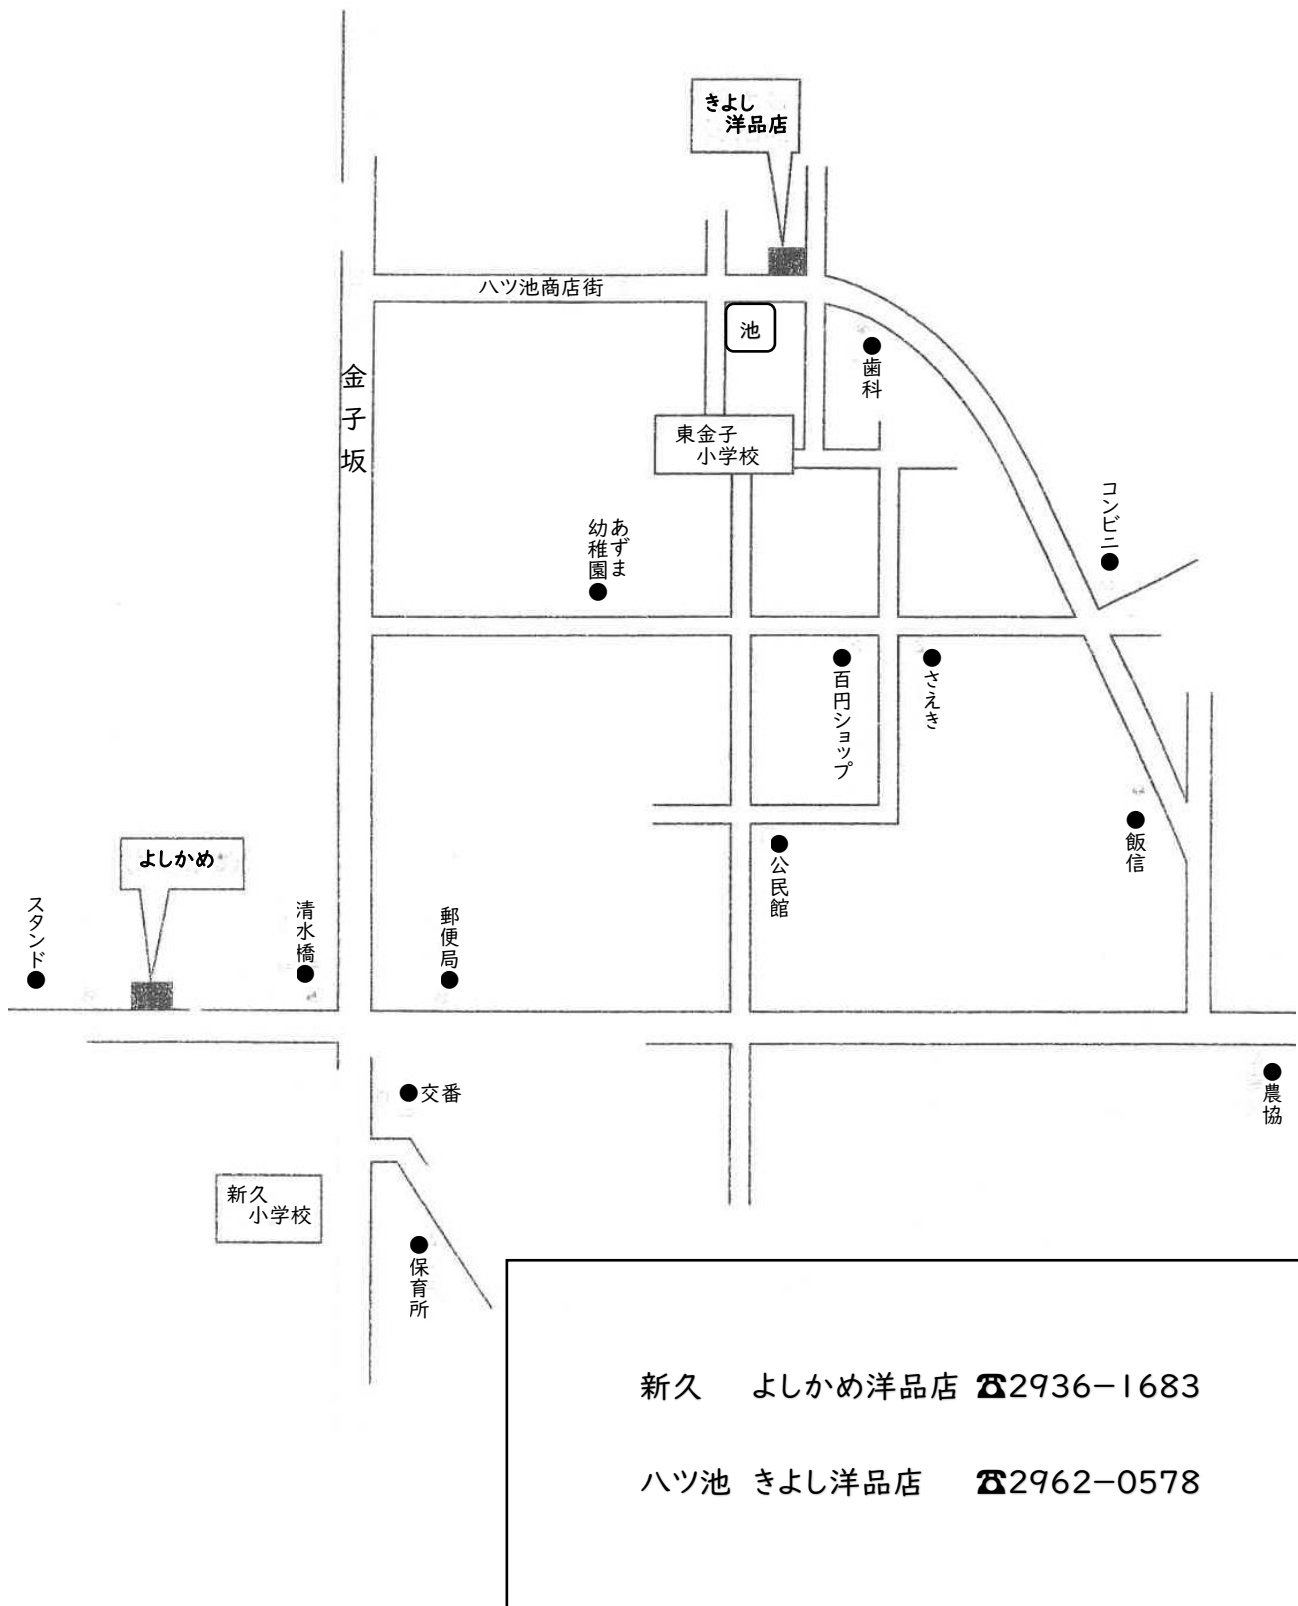 きよし
洋品店
八ツ池商店街
池
歯科
金子坂
東金子
小学校
コンビニ
あずま
幼稚園
百円ショップ
さえき
飯信
よしかめ
公民館
スタンド
清水橋
郵便局
交番
農協
新久
小学校
保育所
新久 よしかめ洋品店 ☎2936−1683
八ツ池 きよし洋品店 ☎2962−0578